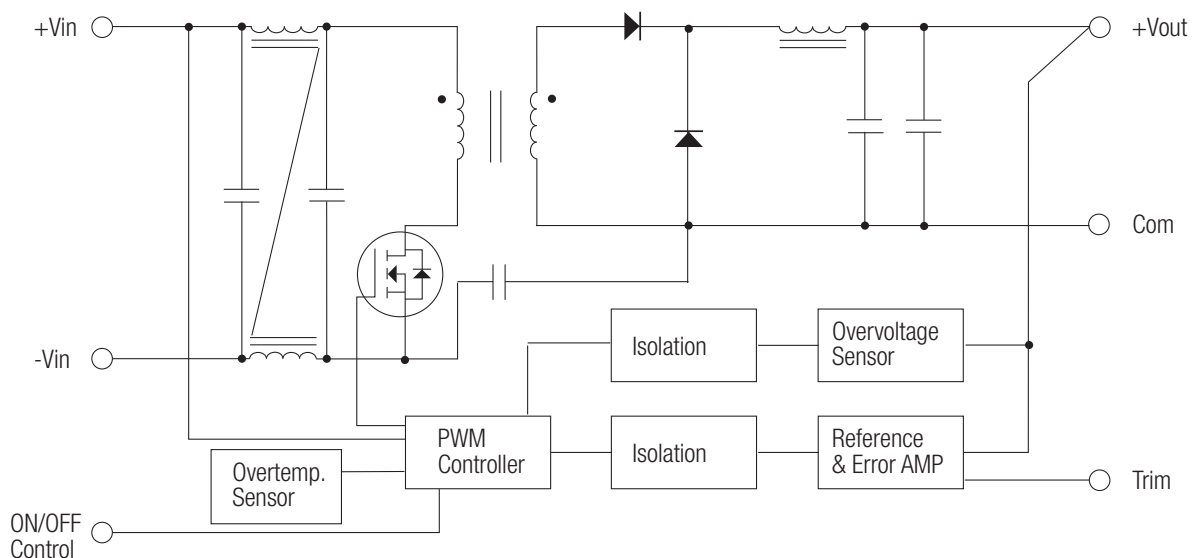 +Vin
+Vout
Com
-Vin
Isolation
Overvoltage
Sensor
PWM
Controller
Isolation
Reference
& Error AMP
Overtemp.
Sensor
Trim
ON/OFF
Control